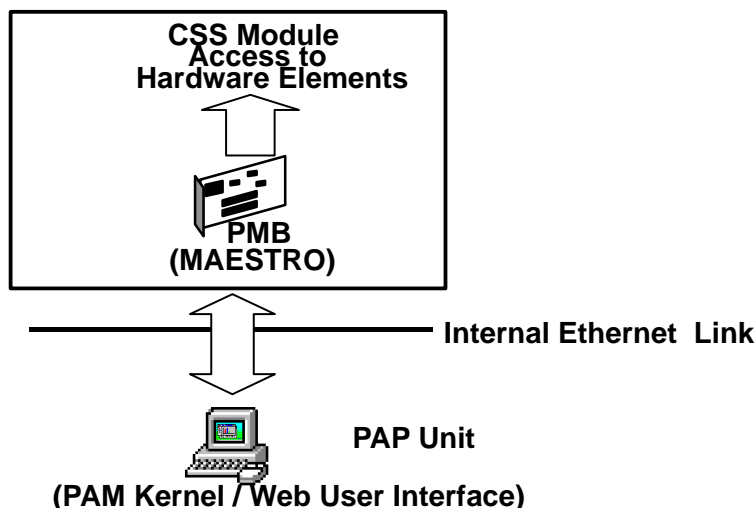 CSS Module
Access to
Hardware Elements
PMB
(MAESTRO)
Internal Ethernet Link
PAP Unit
(PAM Kernel / Web User Interface)